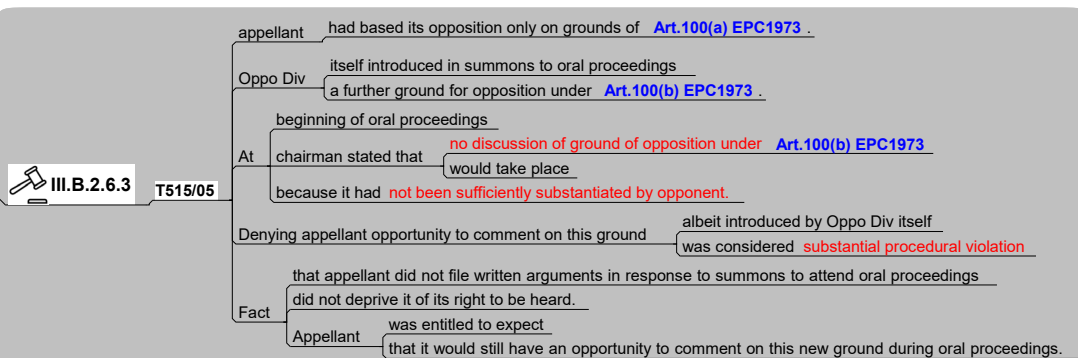 appellant had based its opposition only on grounds of Art.100(a) EPC1973 .
Oppo Div itself introduced in summons to oral proceedings
a further ground for opposition under Art.100(b) EPC1973 .
At beginning of oral proceedings
chairman stated that no discussion of ground of opposition under Art.100(b) EPC1973
would take place
because it had not been sufficiently substantiated by opponent.
III.B.2.6.3 T515/05
Denying appellant opportunity to comment on this ground albeit introduced by Oppo Div itself
was considered substantial procedural violation
Fact that appellant did not file written arguments in response to summons to attend oral proceedings
did not deprive it of its right to be heard.
Appellant was entitled to expect
that it would still have an opportunity to comment on this new ground during oral proceedings.